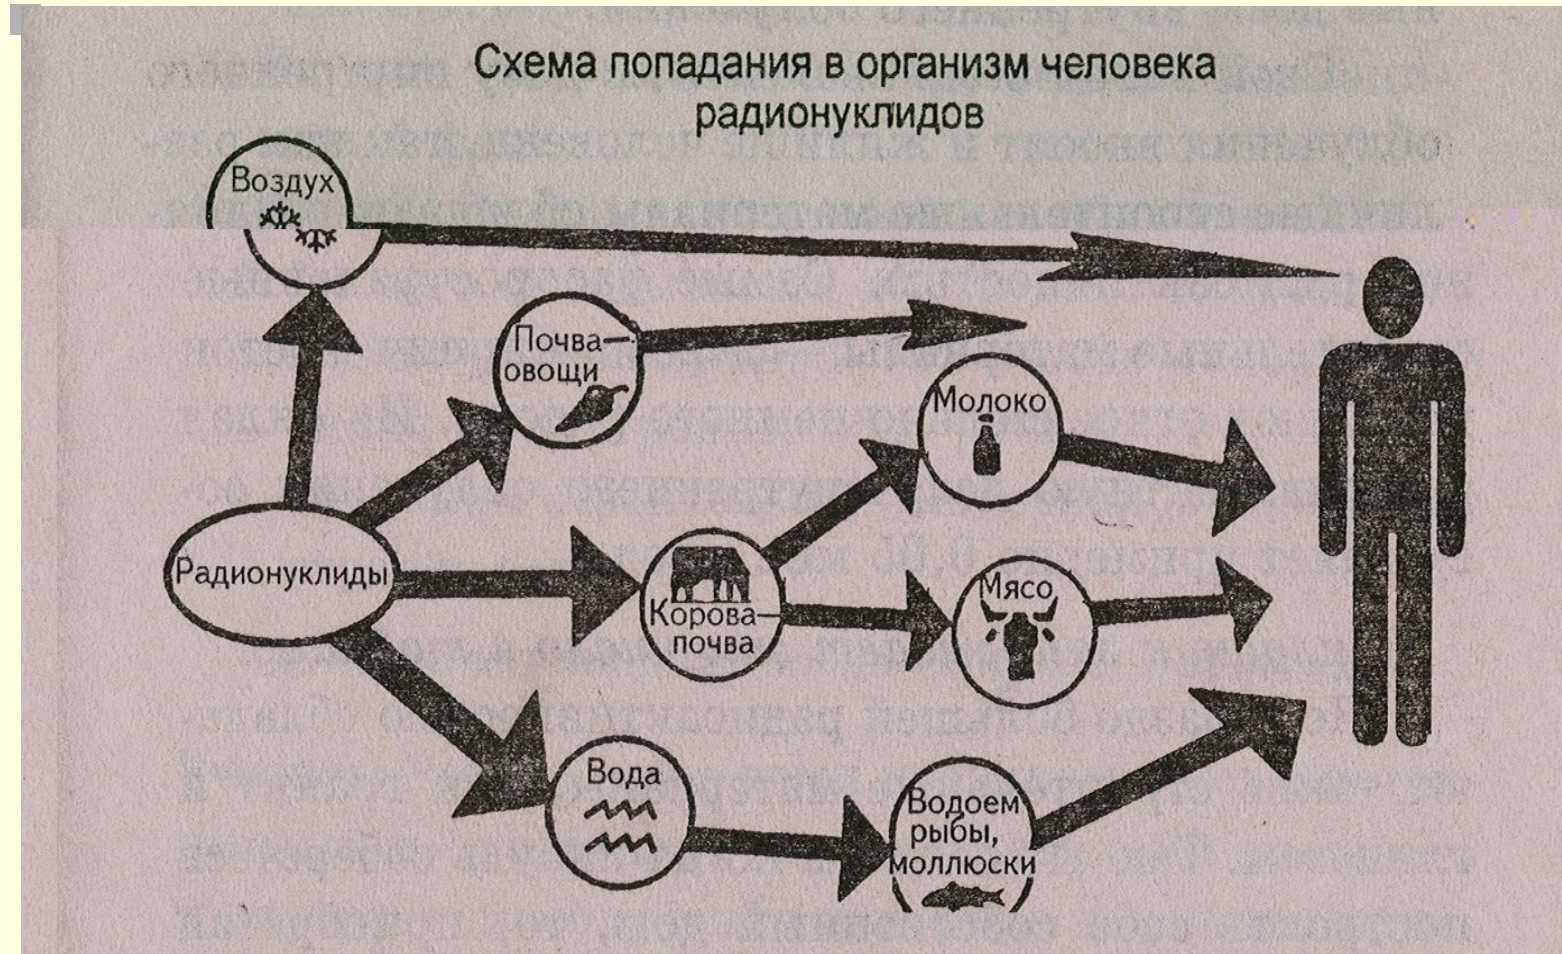 Схема попадания в организм человека
радионуклидов
Воздух
Почва—
овощи
Молоко
Радионуклиды
Корова—
почва
Мясо
Вода
Водоем
рыбы,
моллюски